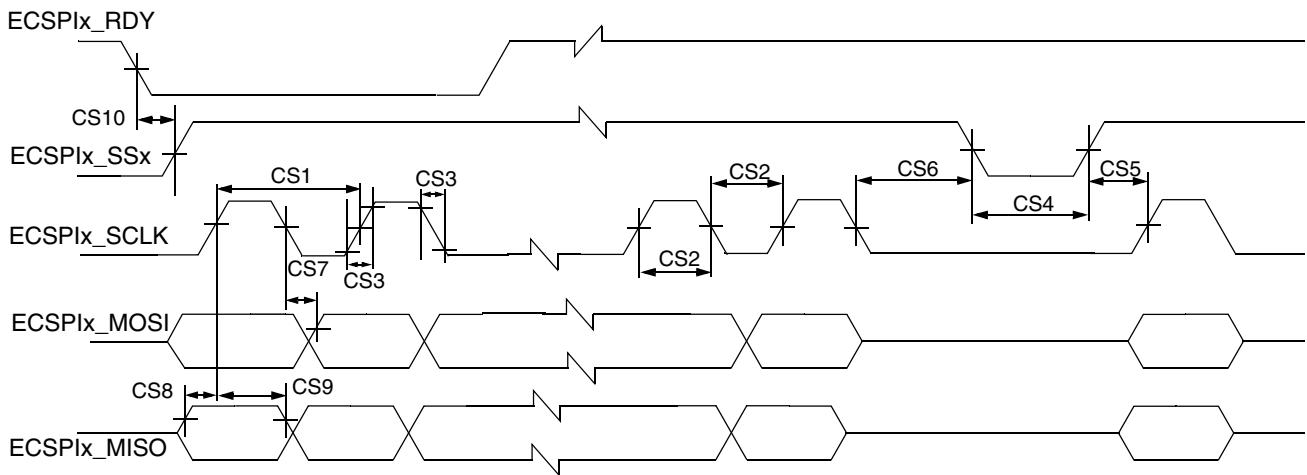 ECSPIx_RDY
CS10
ECSPIx_SSx
CS1
CS3
CS2
CS6
CS5
CS4
ECSPIx_SCLK
CS7
CS3
CS2
ECSPIx_MOSI
CS8
CS9
ECSPIx_MISO